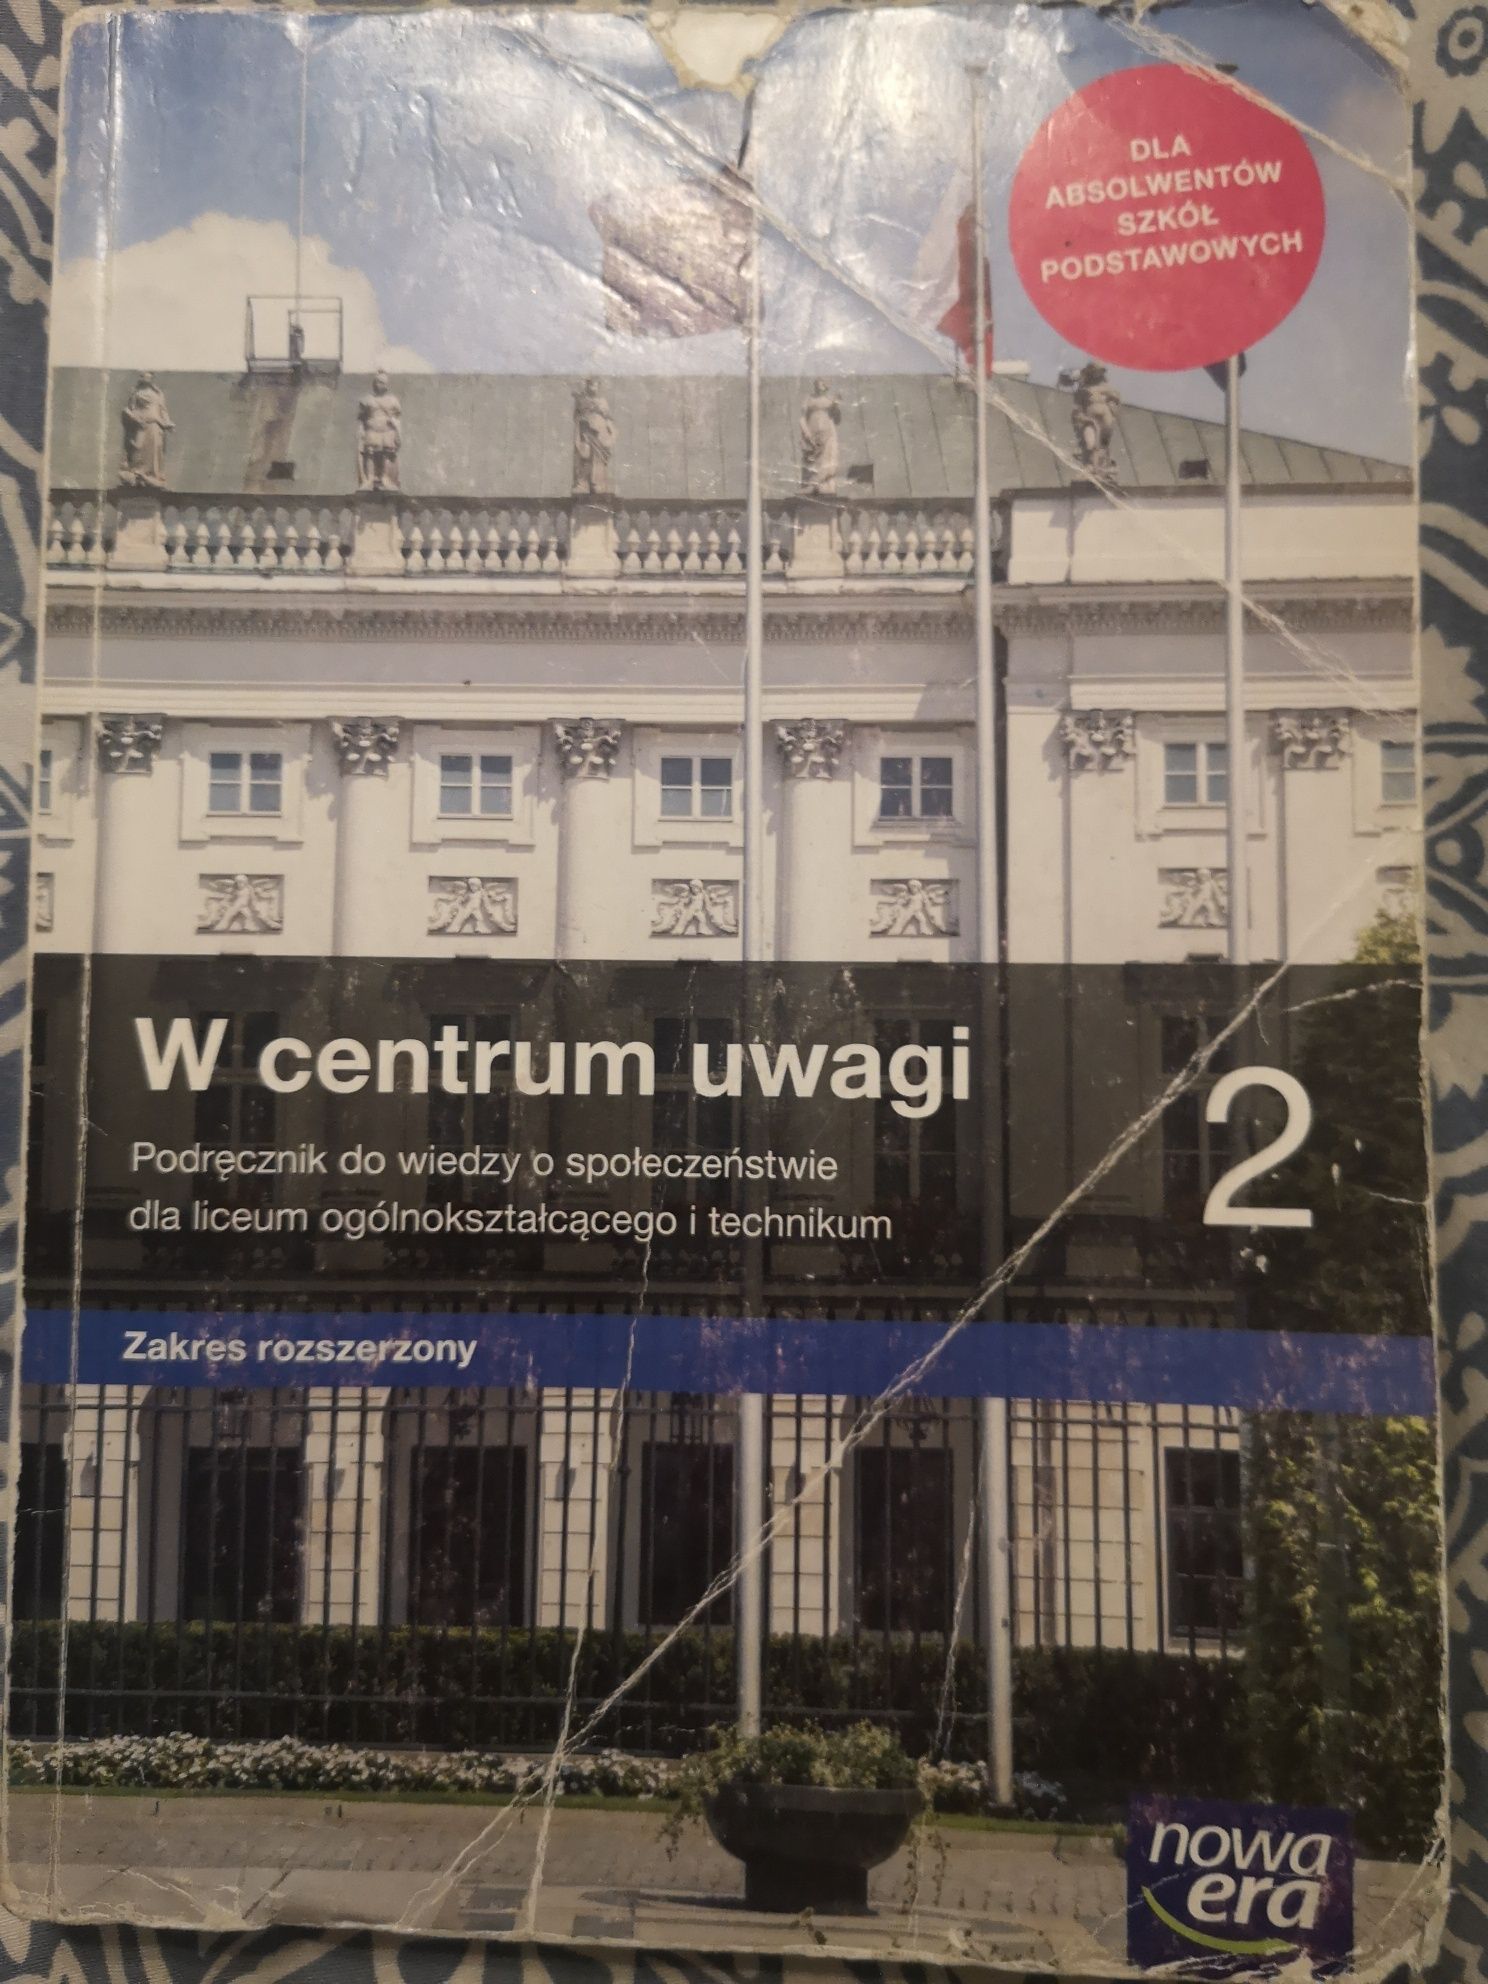 DLA
ABSOLWENTÓW
SZKÓŁ
PODSTAWOWYCH
W centrum uwagi
2
Podręcznik do wiedzy o społeczeństwie
dla liceum ogólnokształcącego i technikum
Zakres rozszerzony
nowa
era